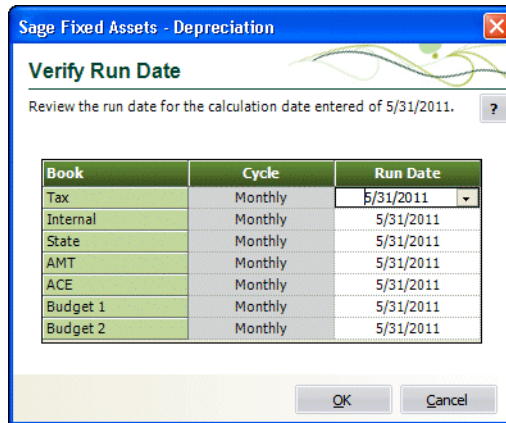 Sage Fixed Assets - Depreciation
Verify Run Date
Review the run date for the calculation date entered of 5/31/2011.
?
Book Cycle Run Date
Tax Monthly 5/31/2011
Internal Monthly 5/31/2011
State Monthly 5/31/2011
AMT Monthly 5/31/2011
ACE Monthly 5/31/2011
Budget 1 Monthly 5/31/2011
Budget 2 Monthly 5/31/2011
OK Cancel